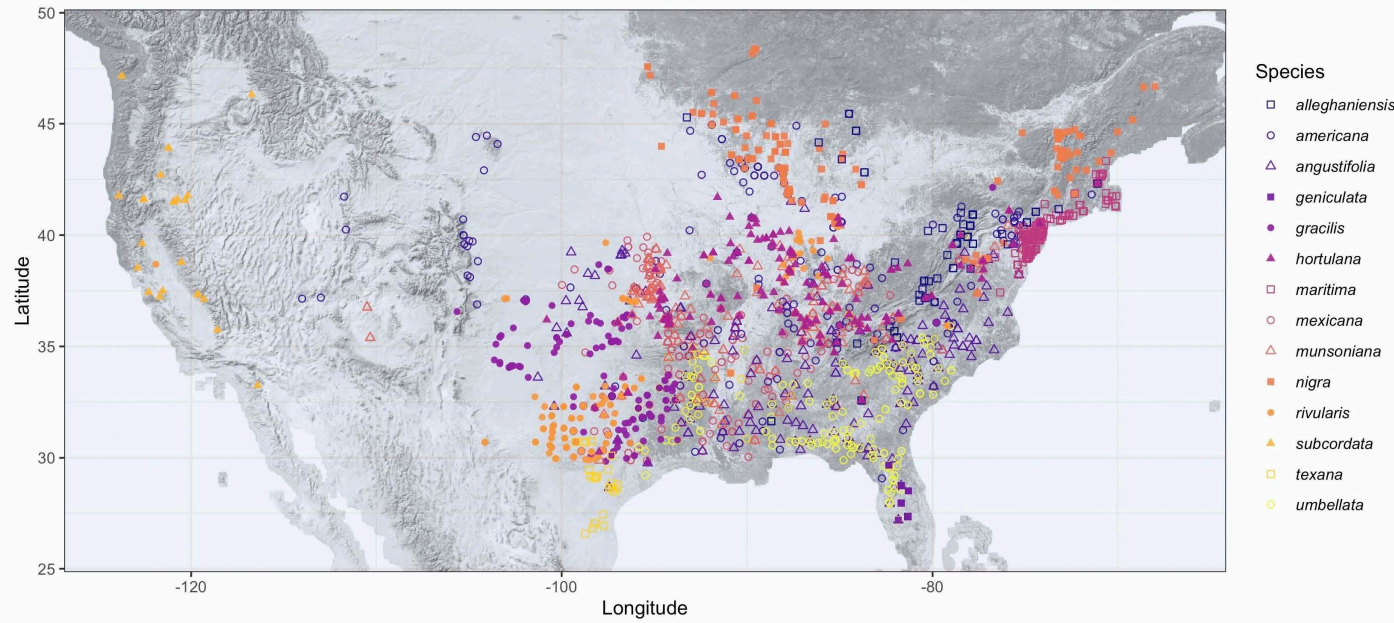 50
45
40
35
30
25
Latitude
-120
-100
-80
Longitude
Species
alleghaniensis
americana
angustifolia
geniculata
gracilis
hortulana
maritima
mexicana
munsoniana
nigra
rivularis
subcordata
texana
umbellata